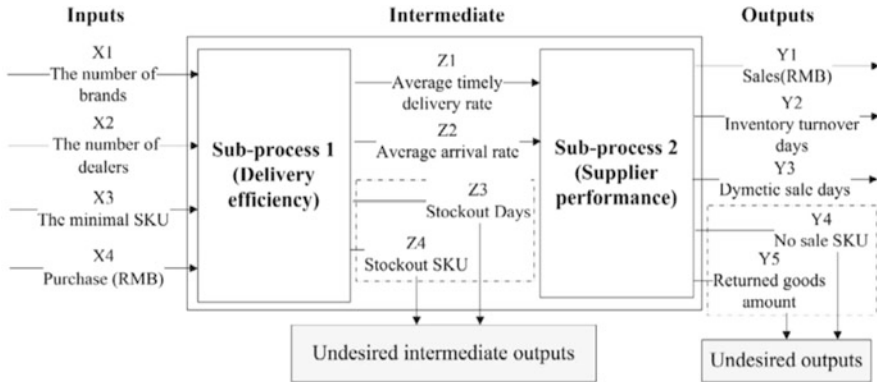 Inputs
Intermediate
Outputs
X1
The number of
brands
X2
The number of
dealers
X3
The minimal SKU
X4
Purchase (RMB)
Sub-process 1
(Delivery
efficiency)
Z1
Average timely
delivery rate
Z2
Average arrival rate
Z3
Stockout Days
Z4
Stockout SKU
Sub-process 2
(Supplier
performance)
Y1
Sales(RMB)
Y2
Inventory turnover
days
Y3
Dymetic sale days
Y4
No sale SKU
Y5
Returned goods
amount
Undesired intermediate outputs
Undesired outputs